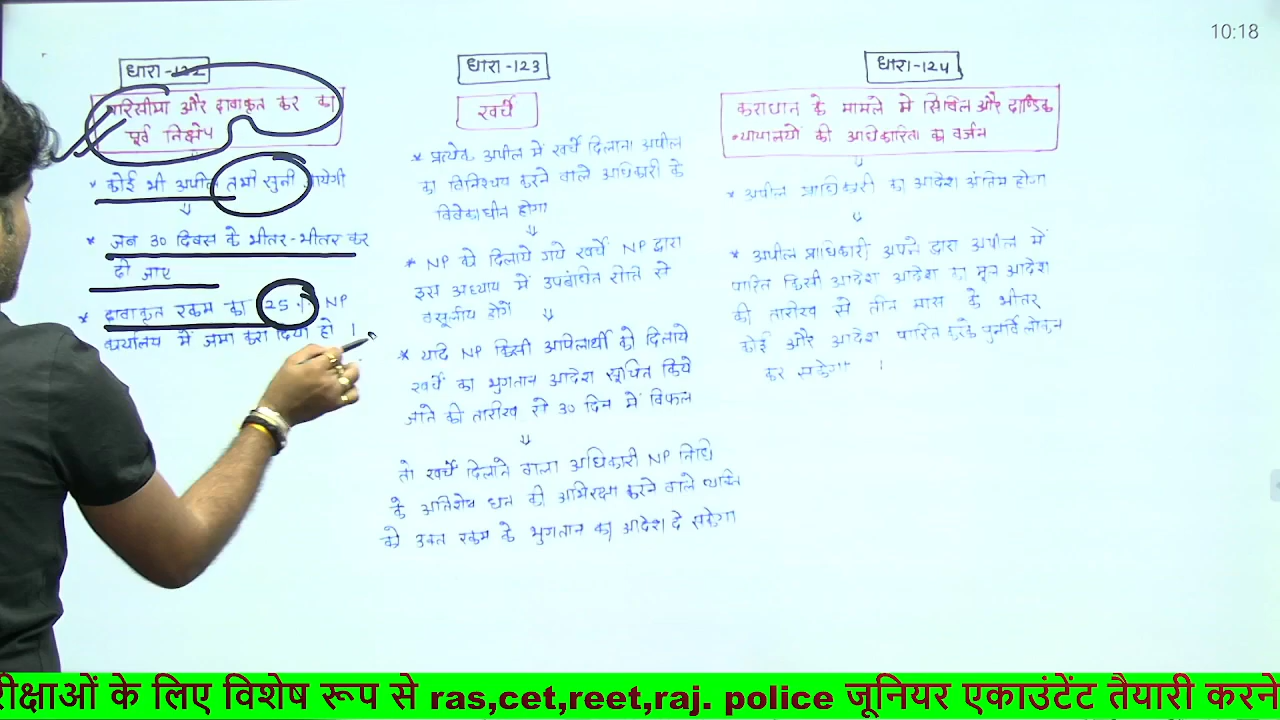 10:18
धारा-122
परिसीमा और दावाकृत कर का
पूर्व निक्षेप
* कोई भी अपील तभी सुनी जायेगी
* जब 30 दिवस के भीतर-भीतर कर
दी जाए
* दावाकृत रकम का 25% NP
कार्यालय में जमा करा दिया हो ।
धारा-123
खर्चे
* प्रत्येक अपील में खर्चे दिलाना अपील
का विनिश्चय करने वाले अधिकारी के
विवेकाधीन होगा
* NP को दिलाये गये खर्चे NP द्वारा
इस अध्याय में उपबंधित रीति से
वसूलीय होंगे
* यदि NP किसी अपिलार्थी को दिलाये
खर्चे का भुगतान आदेश सूचित किये
जाने की तारीख से 30 दिन में विफल
तो खर्चे दिलाने वाला अधिकारी NP निधि
के अतिशेष धन की अभिरक्षा करने वाले व्यक्ति
को उक्त रकम के भुगतान का आदेश दे सकेगा
धारा-124
कराधान के मामले में सिविल और दाण्डिक
न्यायालयों की अधिकारिता का वर्जन
* अपील प्राधिकारी का आदेश अंतिम होगा
* अपील प्राधिकारी अपने द्वारा अपील में
पारित किसी आदेश आदेश का मूल आदेश
की तारीख से तीन मास के भीतर
कोई और आदेश पारित करके पुनर्विलोकन
कर सकेगा ।
रीक्षाओं के लिए विशेष रूप से ras,cet,reet,raj. police जूनियर एकाउंटेंट तैयारी करने